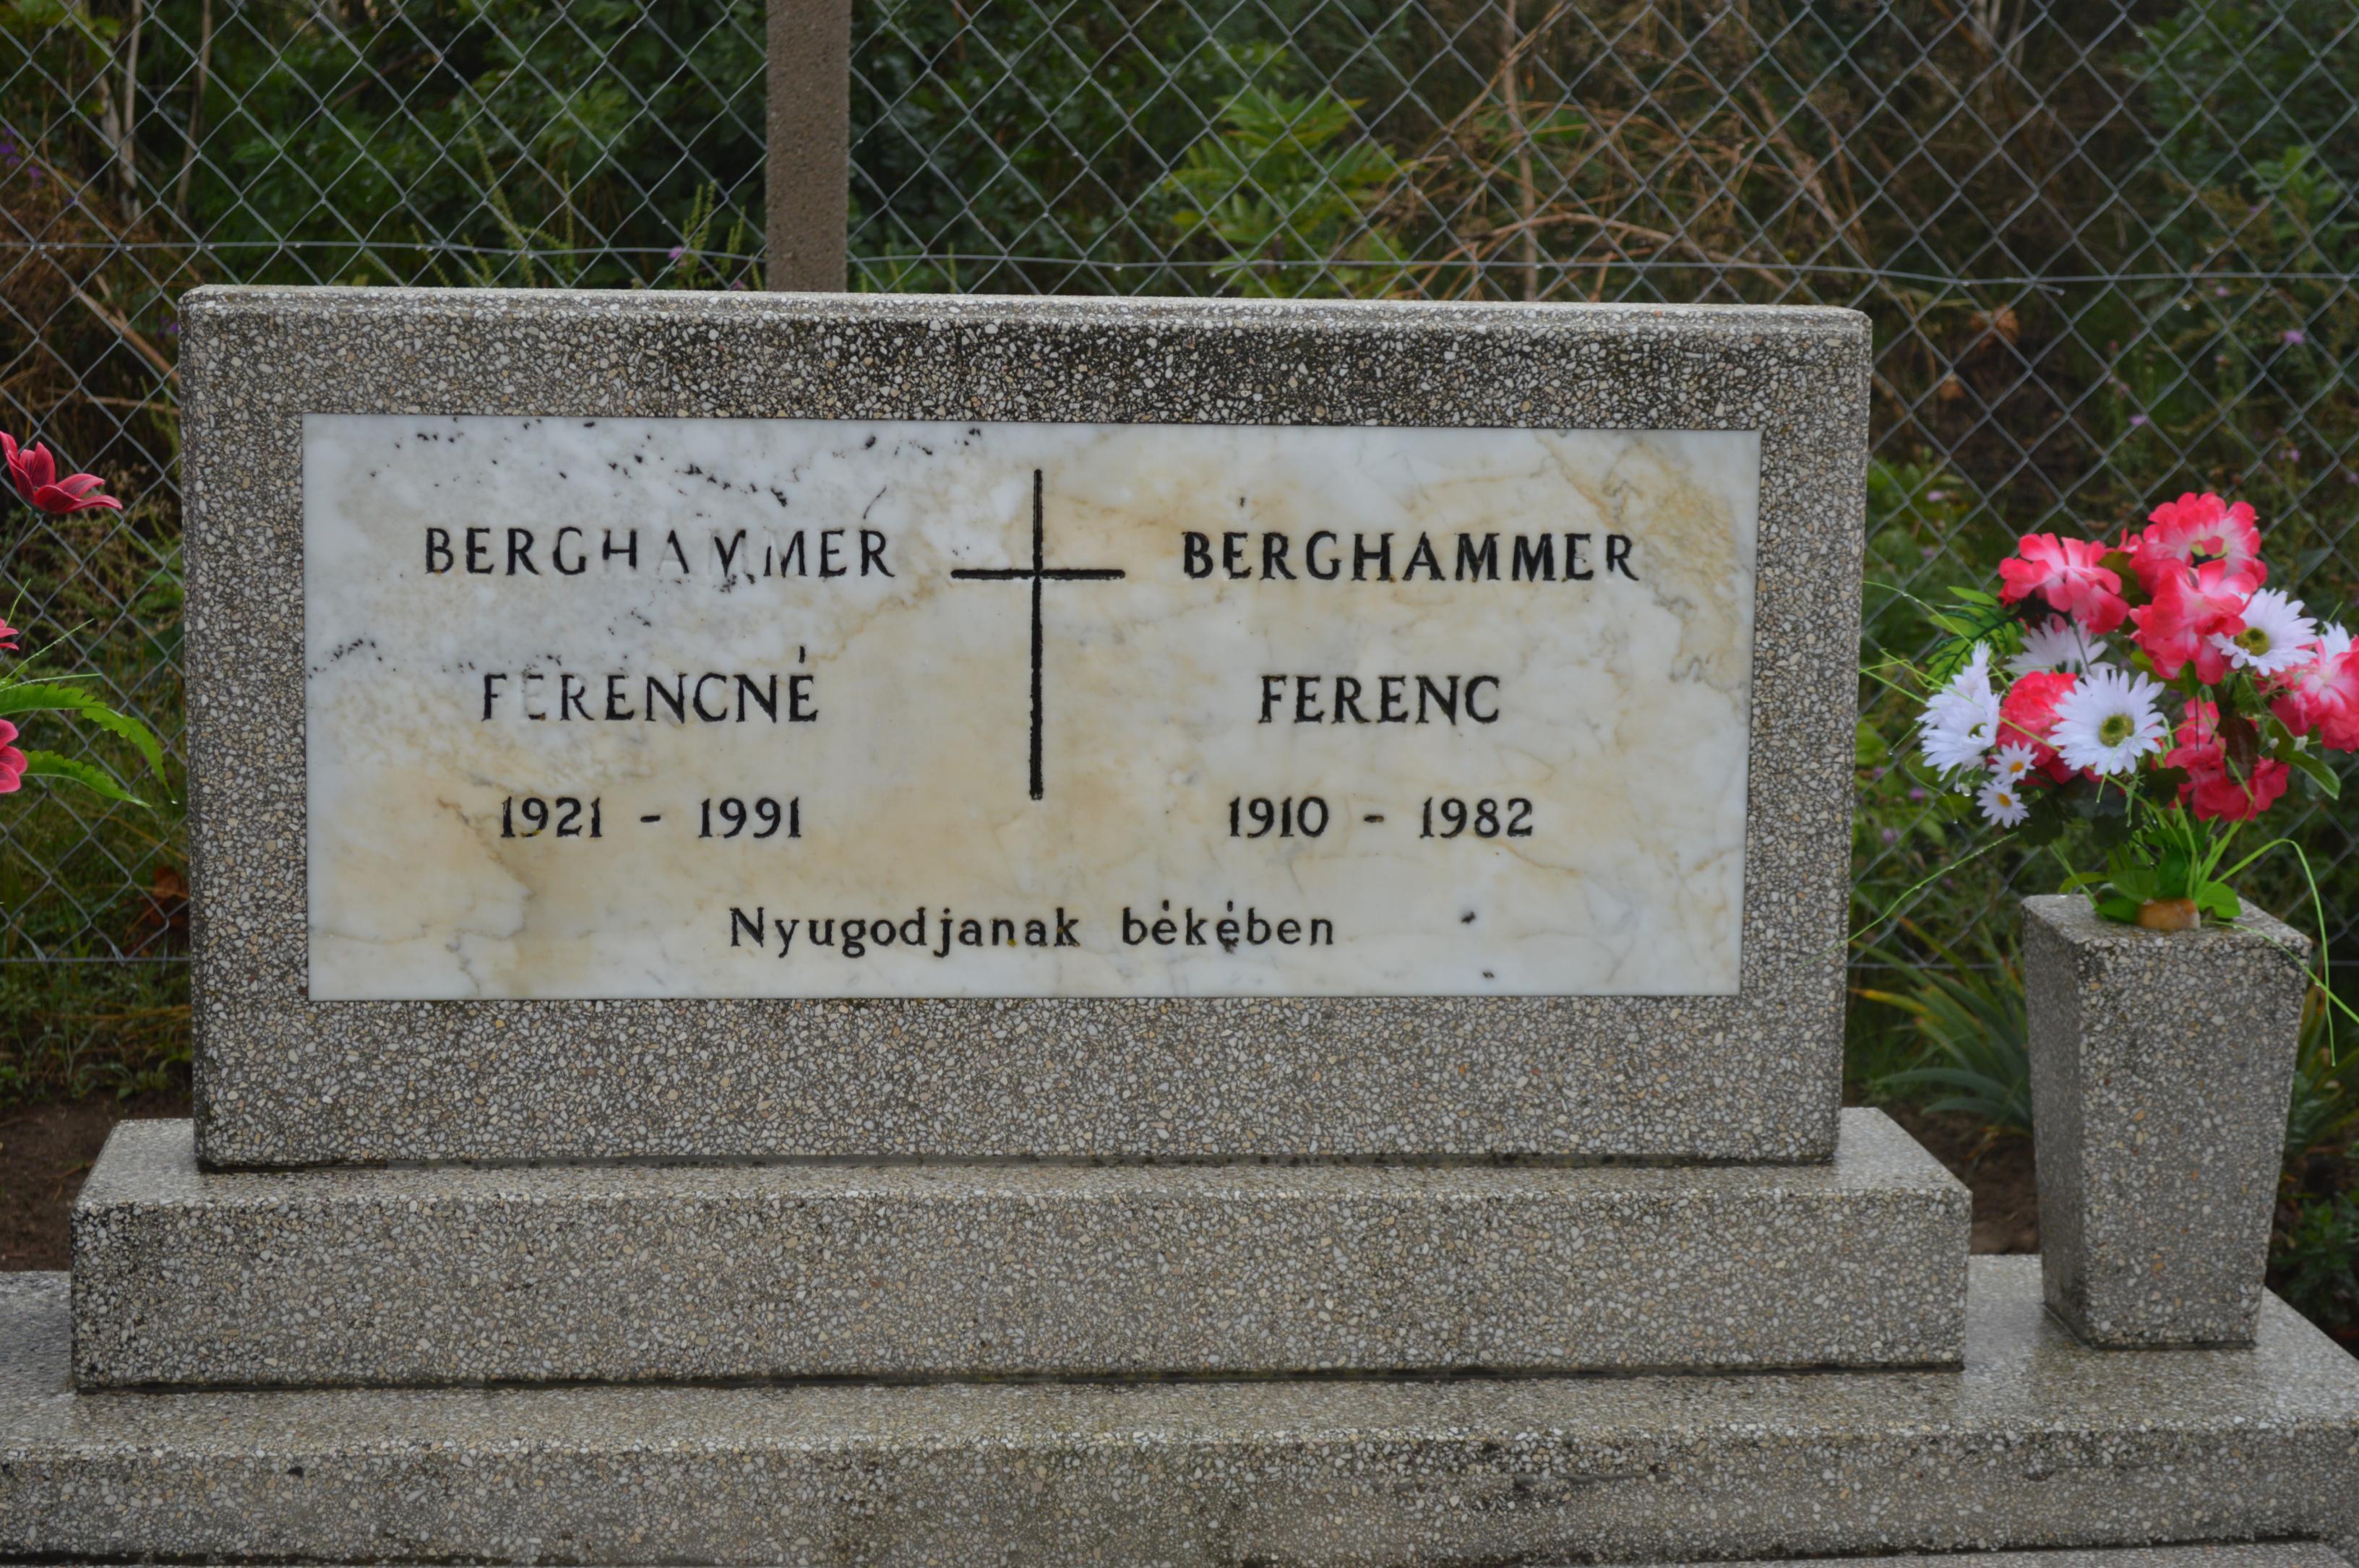 BERGHAMMER
FERENCNÉ
1921 - 1991
BERGHAMMER
FERENC
1910 - 1982
Nyugodjanak békében